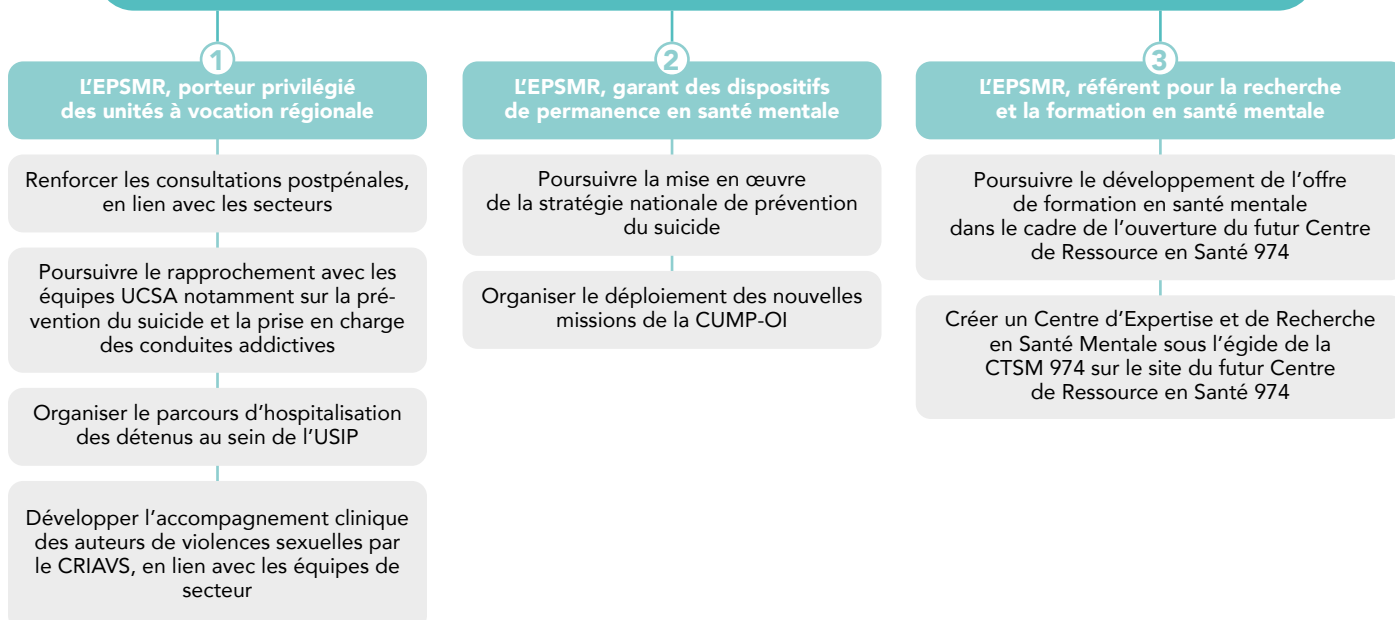 1
L'EPSMR, porteur privilégié
des unités à vocation régionale
Renforcer les consultations postpénales,
en lien avec les secteurs
Poursuivre le rapprochement avec les
équipes UCSA notamment sur la pré-
vention du suicide et la prise en charge
des conduites addictives
Organiser le parcours d'hospitalisation
des détenus au sein de l'USIP
Développer l'accompagnement clinique
des auteurs de violences sexuelles par
le CRIAVS, en lien avec les équipes de
secteur
2
L'EPSMR, garant des dispositifs
de permanence en santé mentale
Poursuivre la mise en œuvre
de la stratégie nationale de prévention
du suicide
Organiser le déploiement des nouvelles
missions de la CUMP-OI
3
L'EPSMR, référent pour la recherche
et la formation en santé mentale
Poursuivre le développement de l'offre
de formation en santé mentale
dans le cadre de l'ouverture du futur Centre
de Ressource en Santé 974
Créer un Centre d'Expertise et de Recherche
en Santé Mentale sous l'égide de la
CTSM 974 sur le site du futur Centre
de Ressource en Santé 974